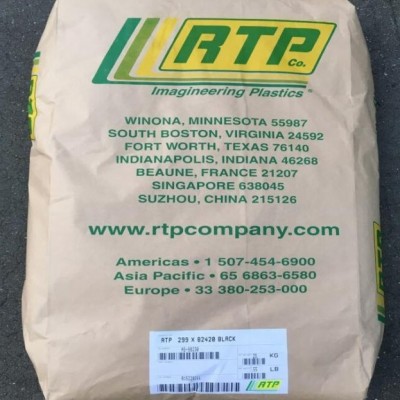 RTP
Co.
Imagineering Plastics®
WINONA, MINNESOTA 55987
SOUTH BOSTON, VIRGINIA 24592
FORT WORTH, TEXAS 76140
INDIANAPOLIS, INDIANA 46268
BEAUNE, FRANCE 21207
SINGAPORE 638045
SUZHOU, CHINA 215126
www.rtpcompany.com
Americas • 1 507-454-6900
Asia Pacific • 65 6863-6580
Europe • 33 380-253-000
RTP 299 X 82420 BLACK
KG
LB
RTP